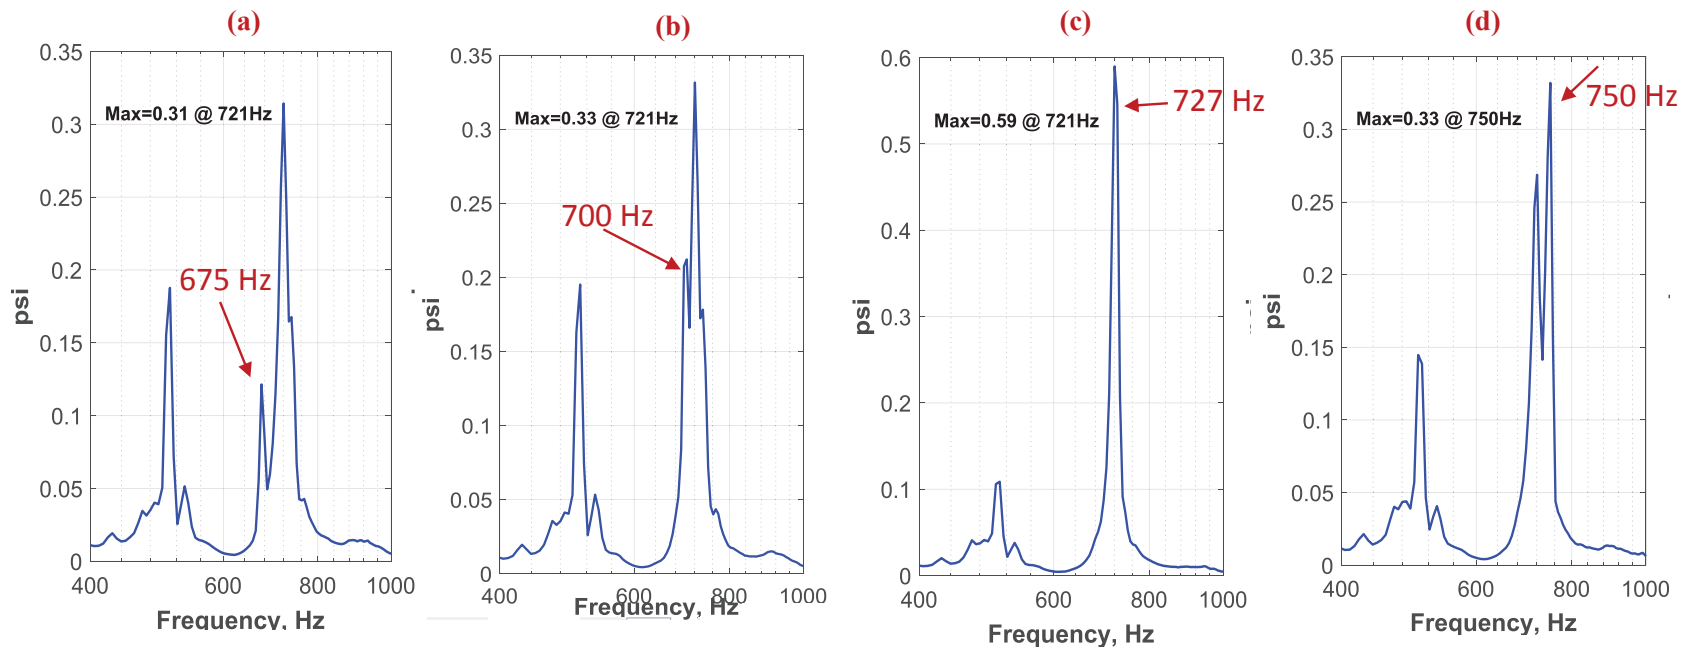 (a)
0.35
0.3
0.25
0.2
0.15
0.1
0.05
0
psi
Max=0.31 @ 721Hz
675 Hz
400
600
800
1000
Frequency, Hz
(b)
0.35
0.3
0.25
0.2
0.15
0.1
0.05
0
psi
Max=0.33 @ 721Hz
700 Hz
400
600
800
1000
Frequency, Hz
(c)
0.6
0.5
0.4
0.3
0.2
0.1
0
psi
Max=0.59 @ 721Hz
727 Hz
400
600
800
1000
Frequency, Hz
(d)
0.35
0.3
0.25
0.2
0.15
0.1
0.05
0
psi
Max=0.33 @ 750Hz
750 Hz
400
600
800
1000
Frequency, Hz